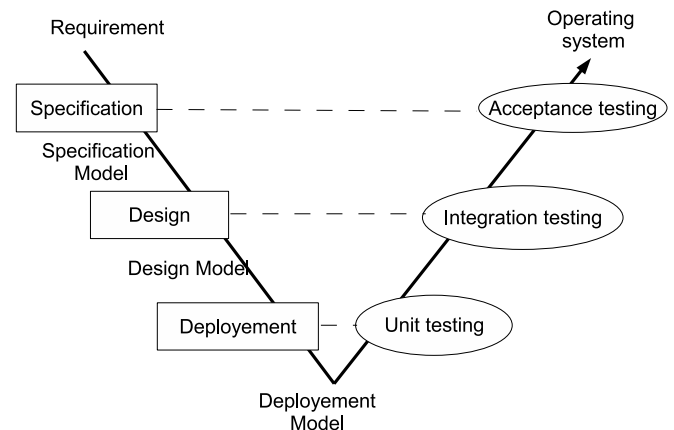 Requirement
Operating
system
Specification
Acceptance testing
Specification
Model
Design
Integration testing
Design Model
Deployement
Unit testing
Deployement
Model